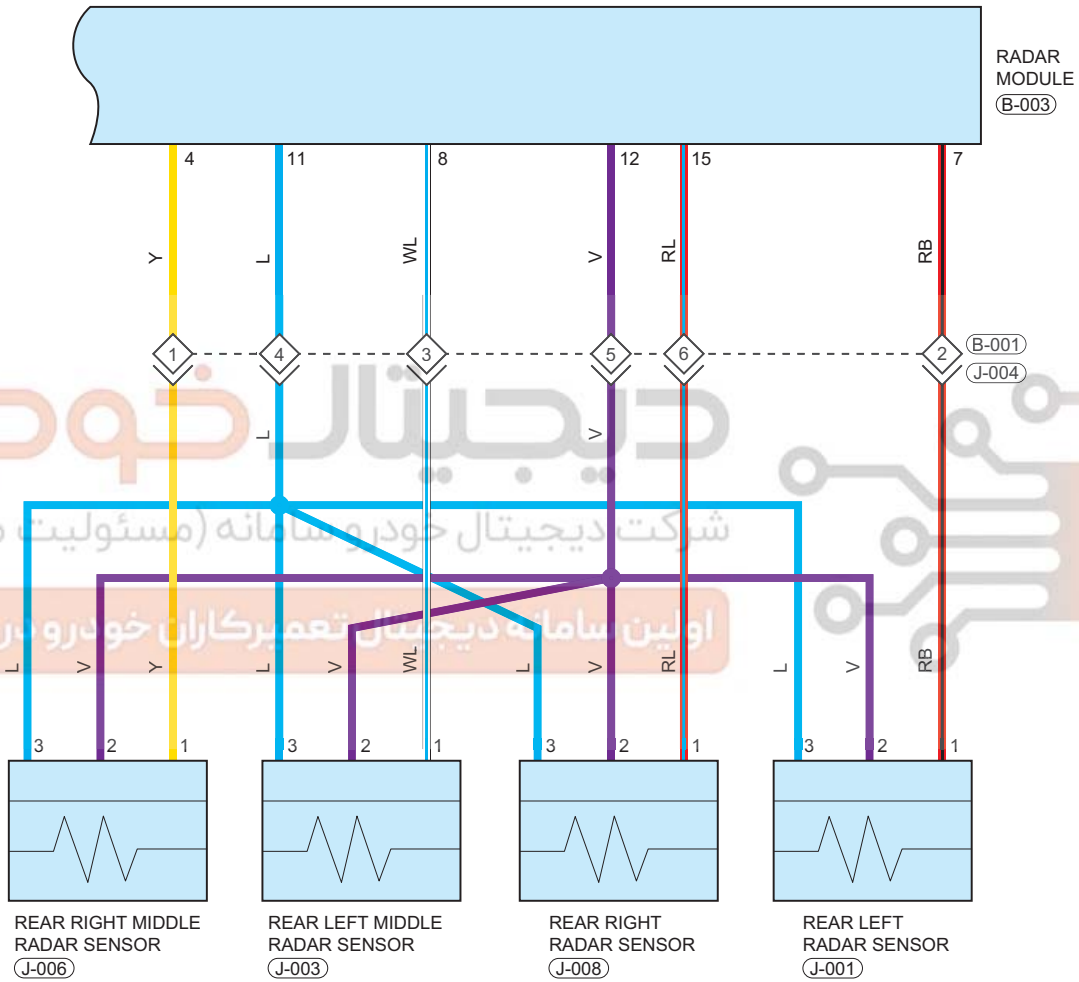 RADAR
MODULE
B-003
4 11 8 12 15 7
Y L WL V RL RB
1 4 3 5 6 2
B-001
J-004
L V
دیجیتال خود
شرکت دیجیتال خودرو سامانه (مسئولیت
اولین سامانه دیجیتال تعمیرکاران خودرو در
L V Y L V WL L V RL L V RB
3 2 1 3 2 1 3 2 1 3 2 1
REAR RIGHT MIDDLE
RADAR SENSOR
J-006
REAR LEFT MIDDLE
RADAR SENSOR
J-003
REAR RIGHT
RADAR SENSOR
J-008
REAR LEFT
RADAR SENSOR
J-001